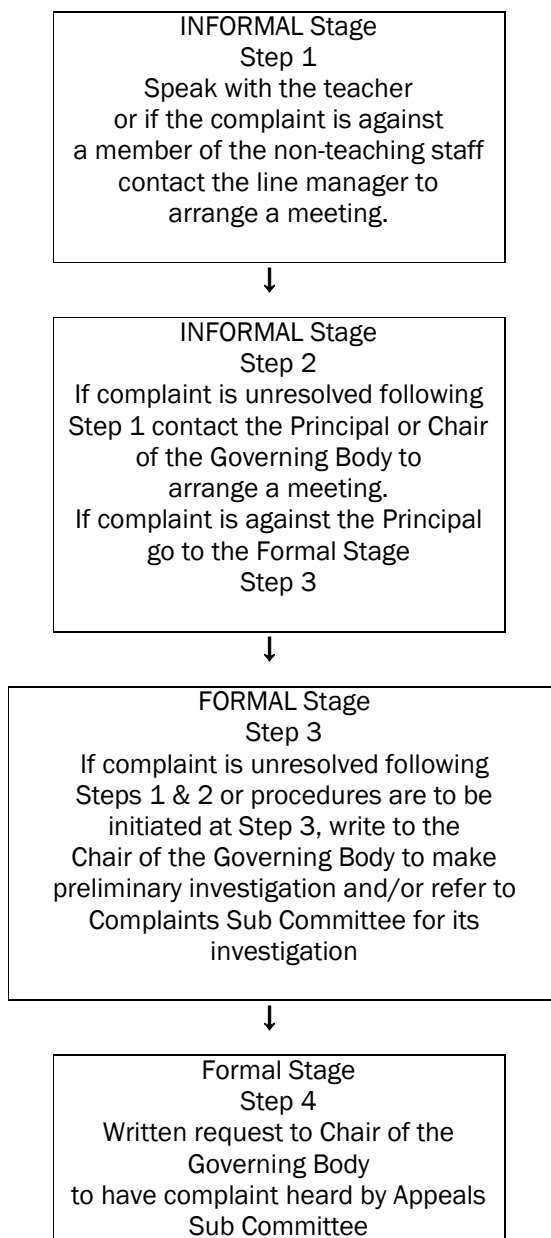 INFORMAL Stage
Step 1
Speak with the teacher
or if the complaint is against
a member of the non-teaching staff
contact the line manager to
arrange a meeting.
↓
INFORMAL Stage
Step 2
If complaint is unresolved following
Step 1 contact the Principal or Chair
of the Governing Body to
arrange a meeting.
If complaint is against the Principal
go to the Formal Stage
Step 3
↓
FORMAL Stage
Step 3
If complaint is unresolved following
Steps 1 & 2 or procedures are to be
initiated at Step 3, write to the
Chair of the Governing Body to make
preliminary investigation and/or refer to
Complaints Sub Committee for its
investigation
↓
Formal Stage
Step 4
Written request to Chair of the
Governing Body
to have complaint heard by Appeals
Sub Committee